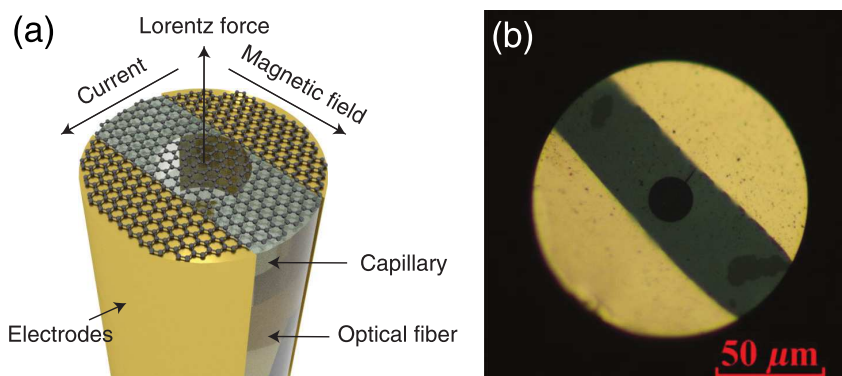 (a)
Lorentz force
Current
Magnetic field
Capillary
Electrodes
Optical fiber
(b)
50 μm